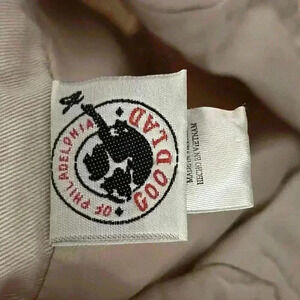 GOOD LAD
OF PHILADELPHIA
MADE IN VIETNAM
HECHO EN VIETNAM